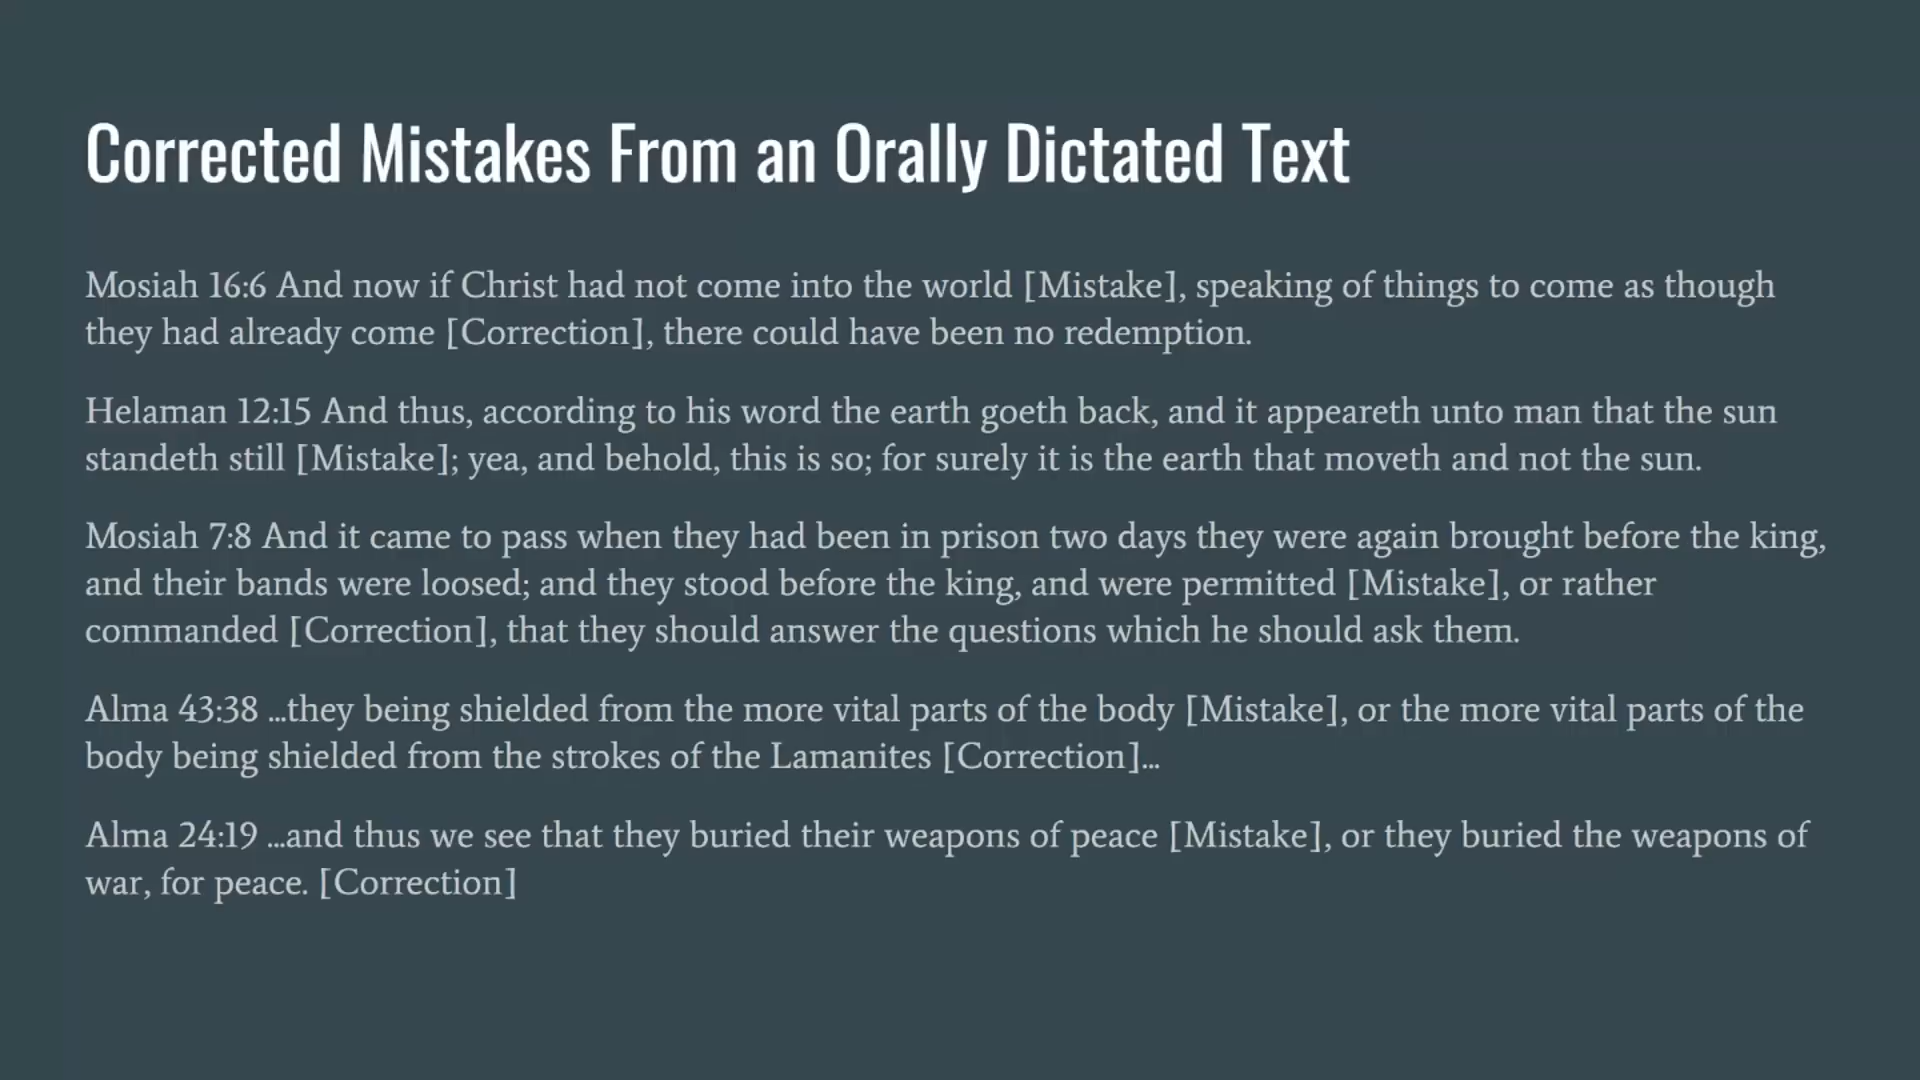 Corrected Mistakes From an Orally Dictated Text
Mosiah 16:6 And now if Christ had not come into the world [Mistake], speaking of things to come as though
they had already come [Correction], there could have been no redemption.
Helaman 12:15 And thus, according to his word the earth goeth back, and it appeareth unto man that the sun
standeth still [Mistake]; yea, and behold, this is so; for surely it is the earth that moveth and not the sun.
Mosiah 7:8 And it came to pass when they had been in prison two days they were again brought before the king,
and their bands were loosed; and they stood before the king, and were permitted [Mistake], or rather
commanded [Correction], that they should answer the questions which he should ask them.
Alma 43:38 ...they being shielded from the more vital parts of the body [Mistake], or the more vital parts of the
body being shielded from the strokes of the Lamanites [Correction]...
Alma 24:19 ...and thus we see that they buried their weapons of peace [Mistake], or they buried the weapons of
war, for peace. [Correction]